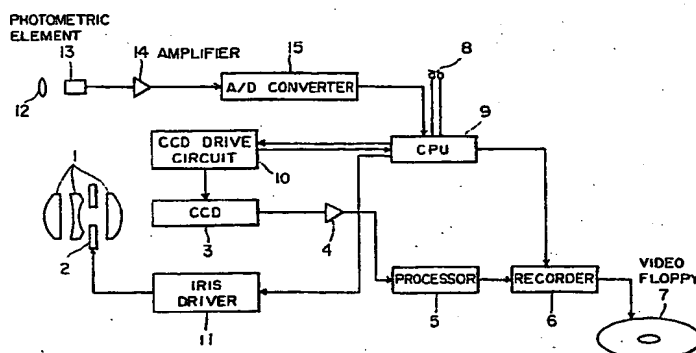 PHOTOMETRIC
ELEMENT
13
14 AMPLIFIER
15
8
12
A/D CONVERTER
9
CCD DRIVE
CIRCUIT
CPU
1
10
CCD
3
4
2
VIDEO
FLOPPY
IRIS
DRIVER
PROCESSOR
RECORDER
7
11
5
6